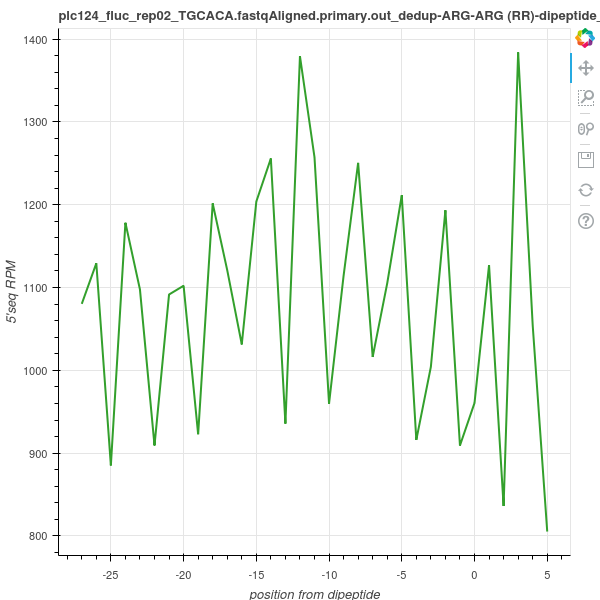 plc124_fluc_rep02_TGCACA.fastqAligned.primary.out_dedup-ARG-ARG (RR)-dipeptide_
1400
1300
1200
1100
1000
900
800
5'seq RPM
-25 -20 -15 -10 -5 0 5
position from dipeptide